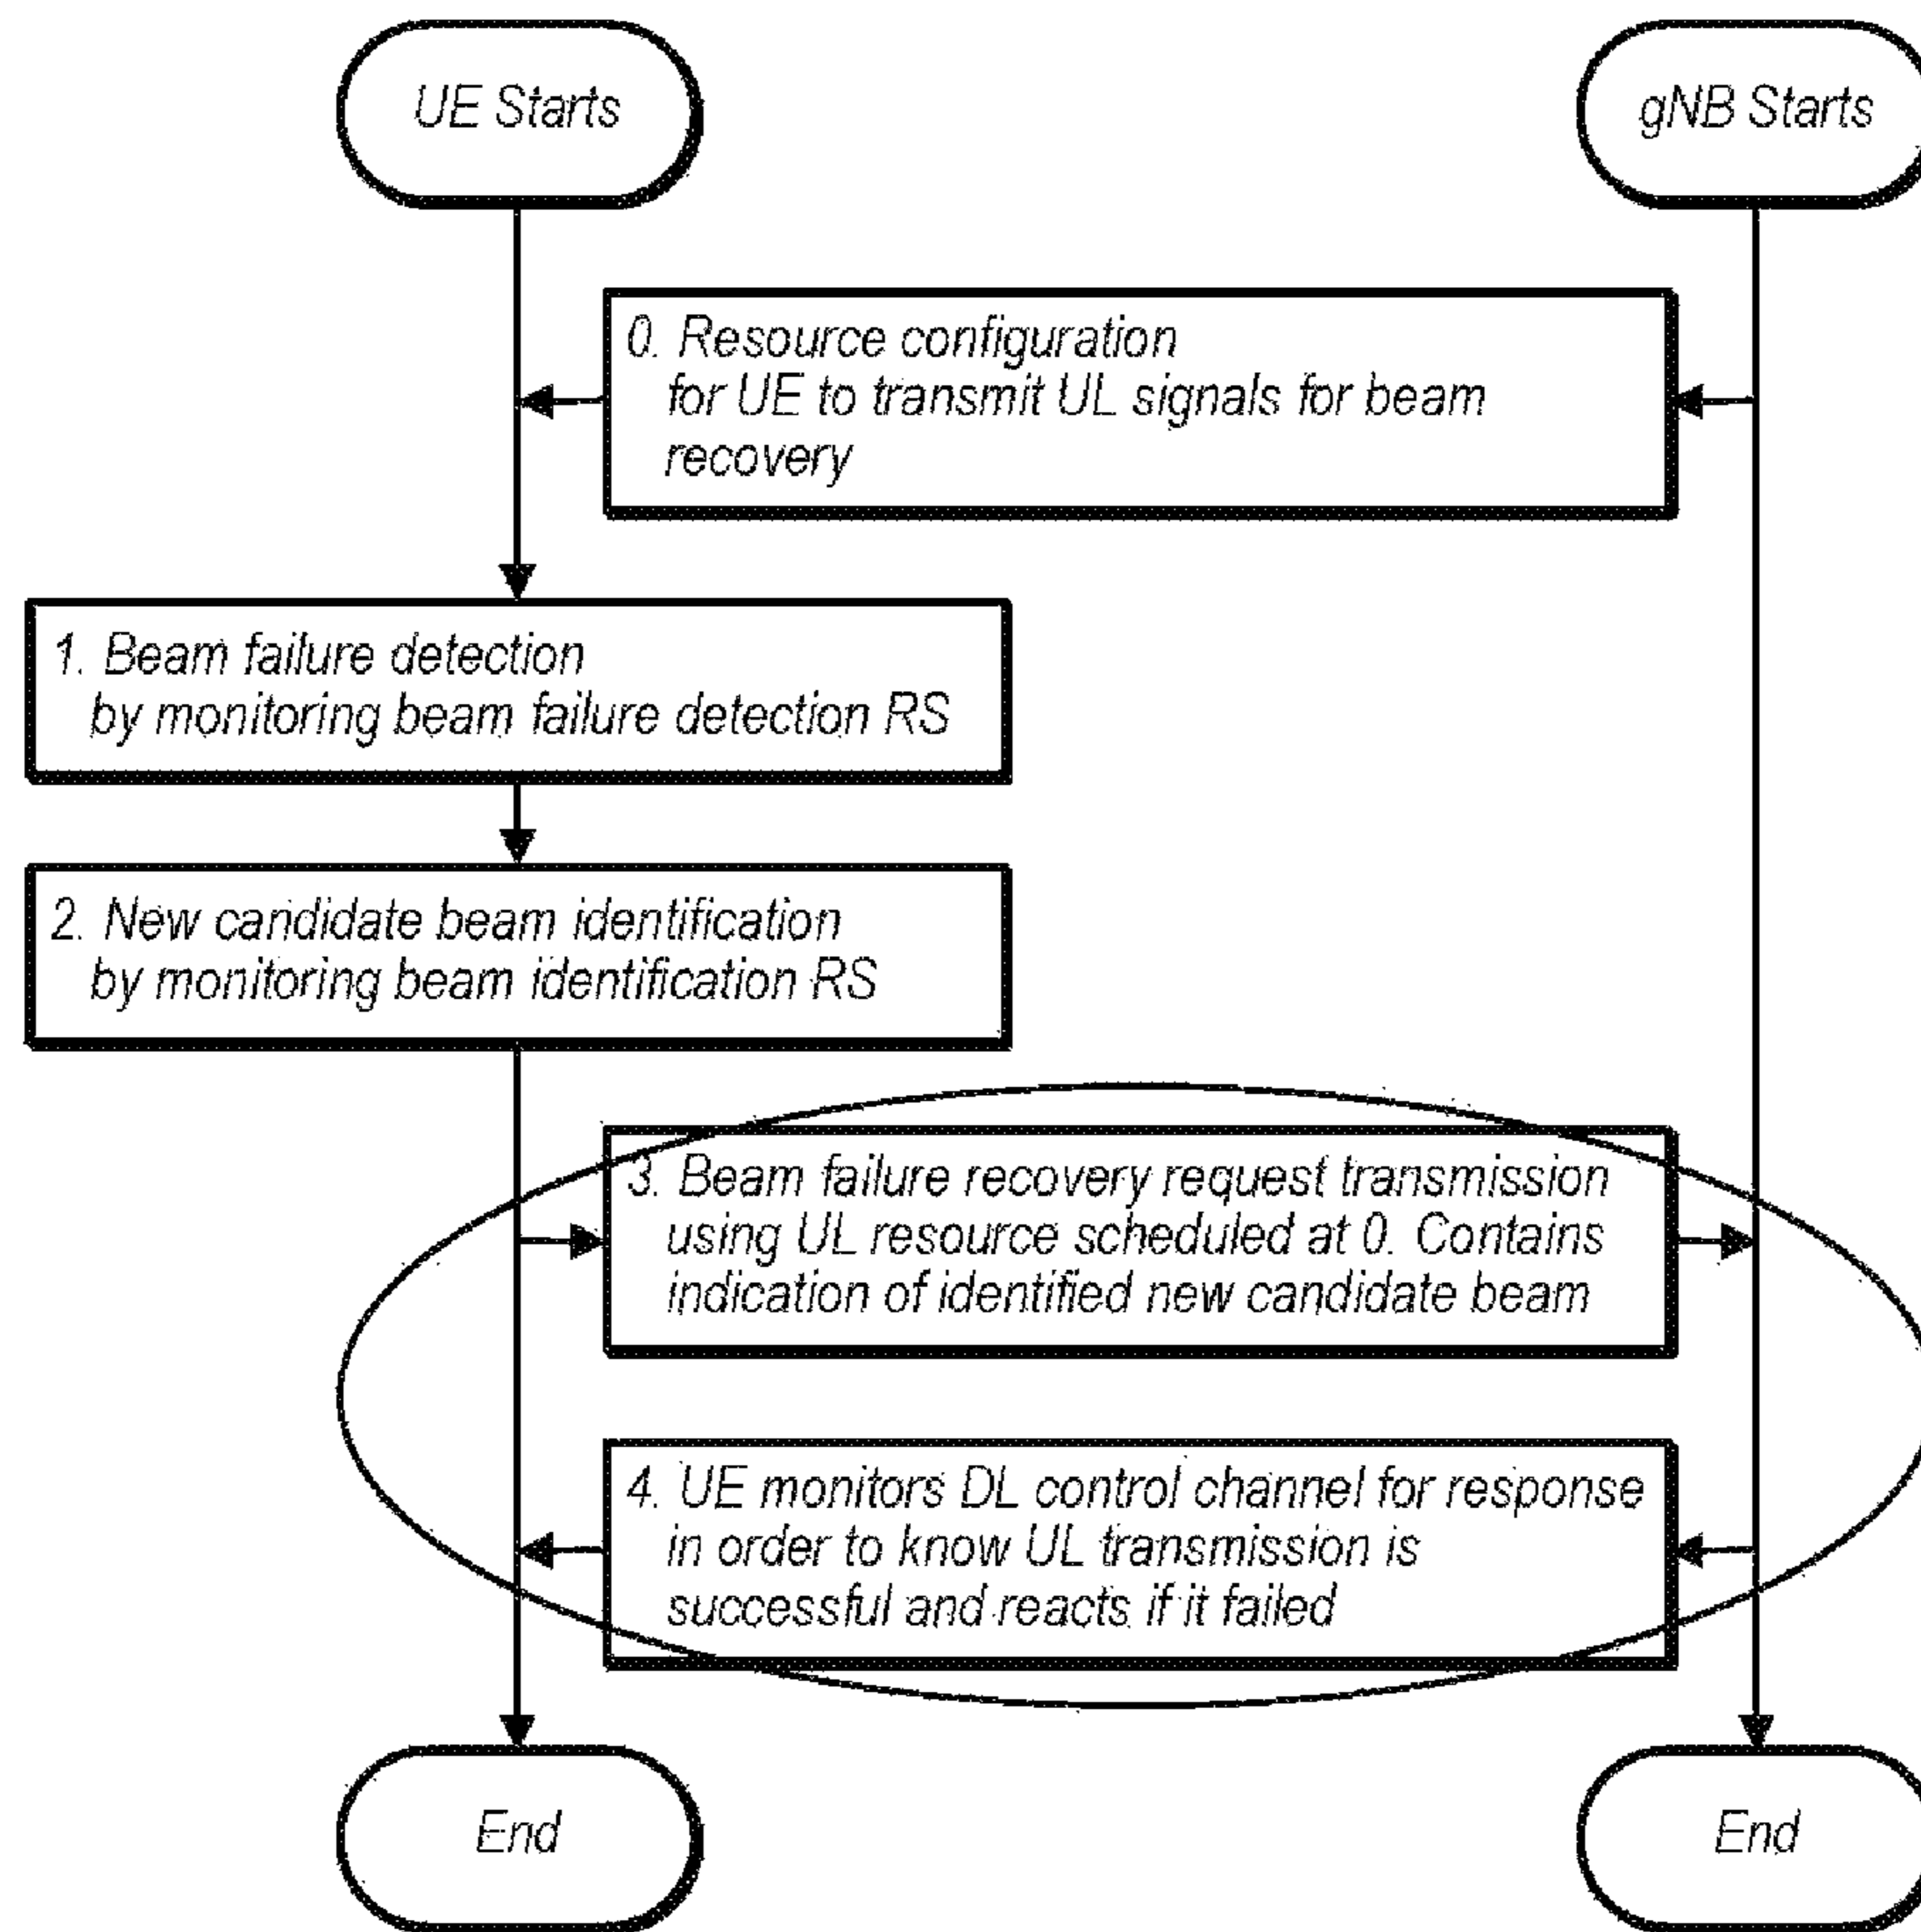 UE Starts
gNB Starts
0. Resource configuration
for UE to transmit UL signals for beam
recovery
1. Beam failure detection
by monitoring beam failure detection RS
2. New candidate beam identification
by monitoring beam identification RS
3. Beam failure recovery request transmission
using UL resource scheduled at 0. Contains
indication of identified new candidate beam
4. UE monitors DL control channel for response
in order to know UL transmission is
successful and reacts if it failed
End
End